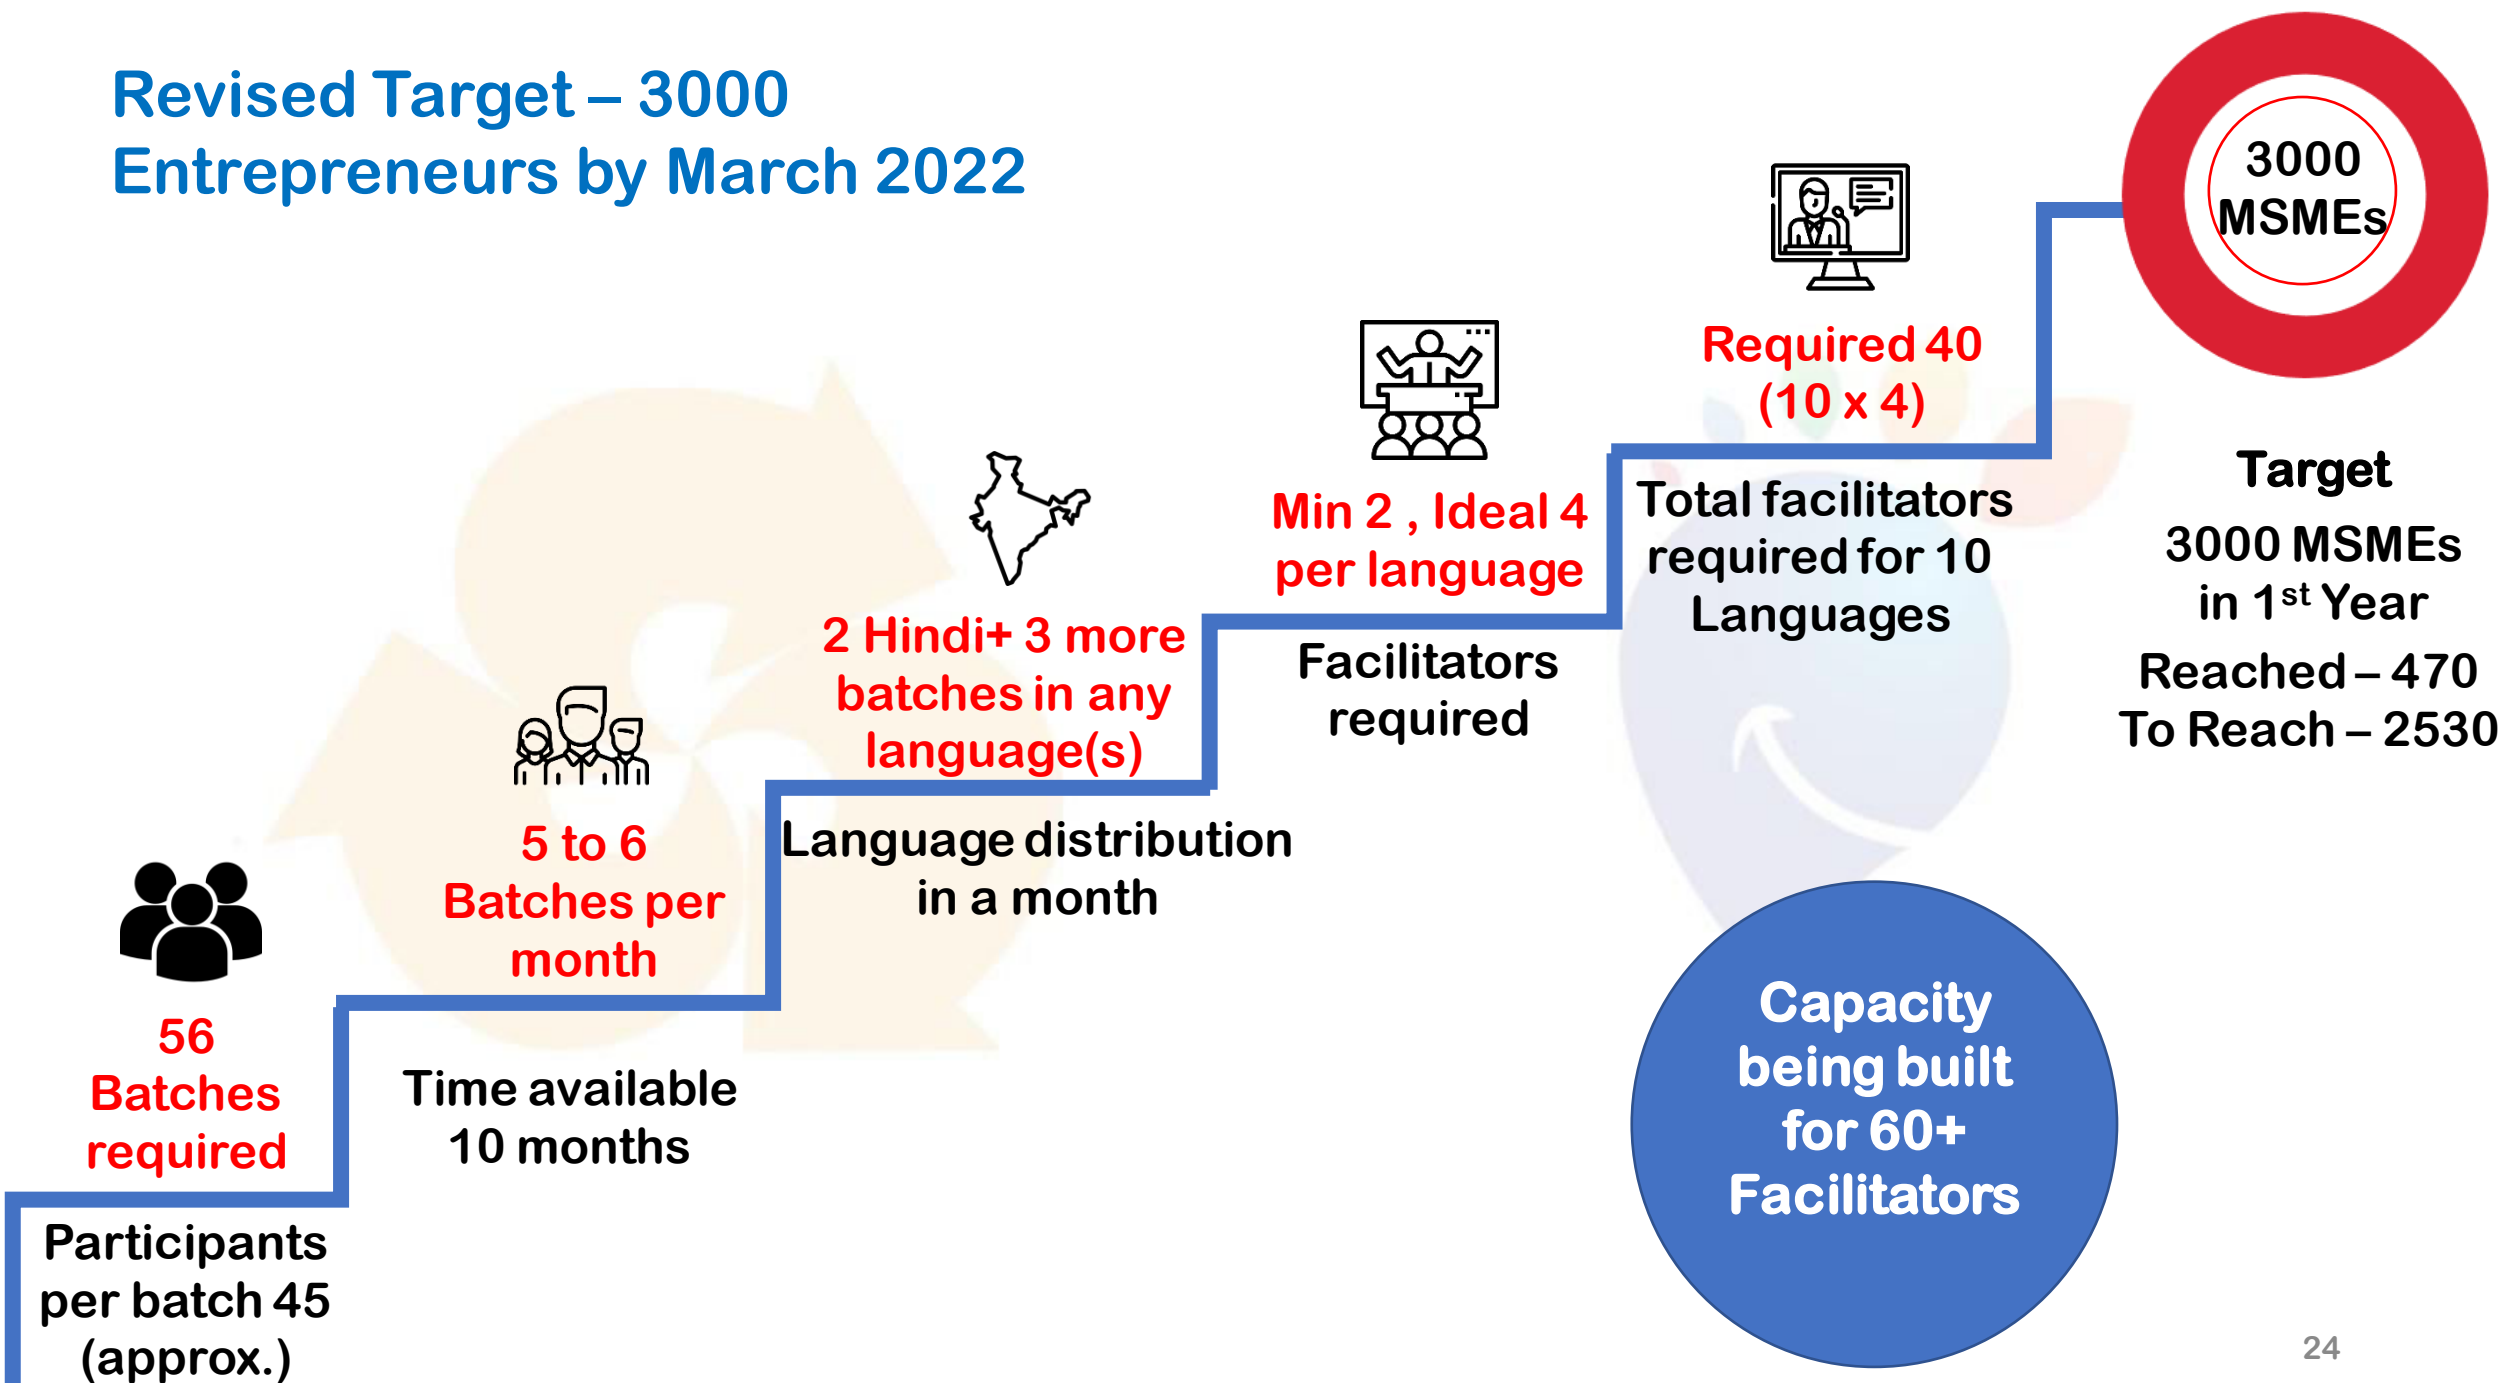 Revised Target – 3000
Entrepreneurs by March 2022
56
Batches
required
Participants
per batch 45
(approx.)
5 to 6
Batches per
month
Time available
10 months
2 Hindi+ 3 more
batches in any
language(s)
Language distribution
in a month
Min 2 , Ideal 4
per language
Facilitators
required
Required 40
(10 x 4)
Total facilitators
required for 10
Languages
3000
MSMEs
Target
3000 MSMEs
in 1st Year
Reached – 470
To Reach – 2530
Capacity
being built
for 60+
Facilitators
24